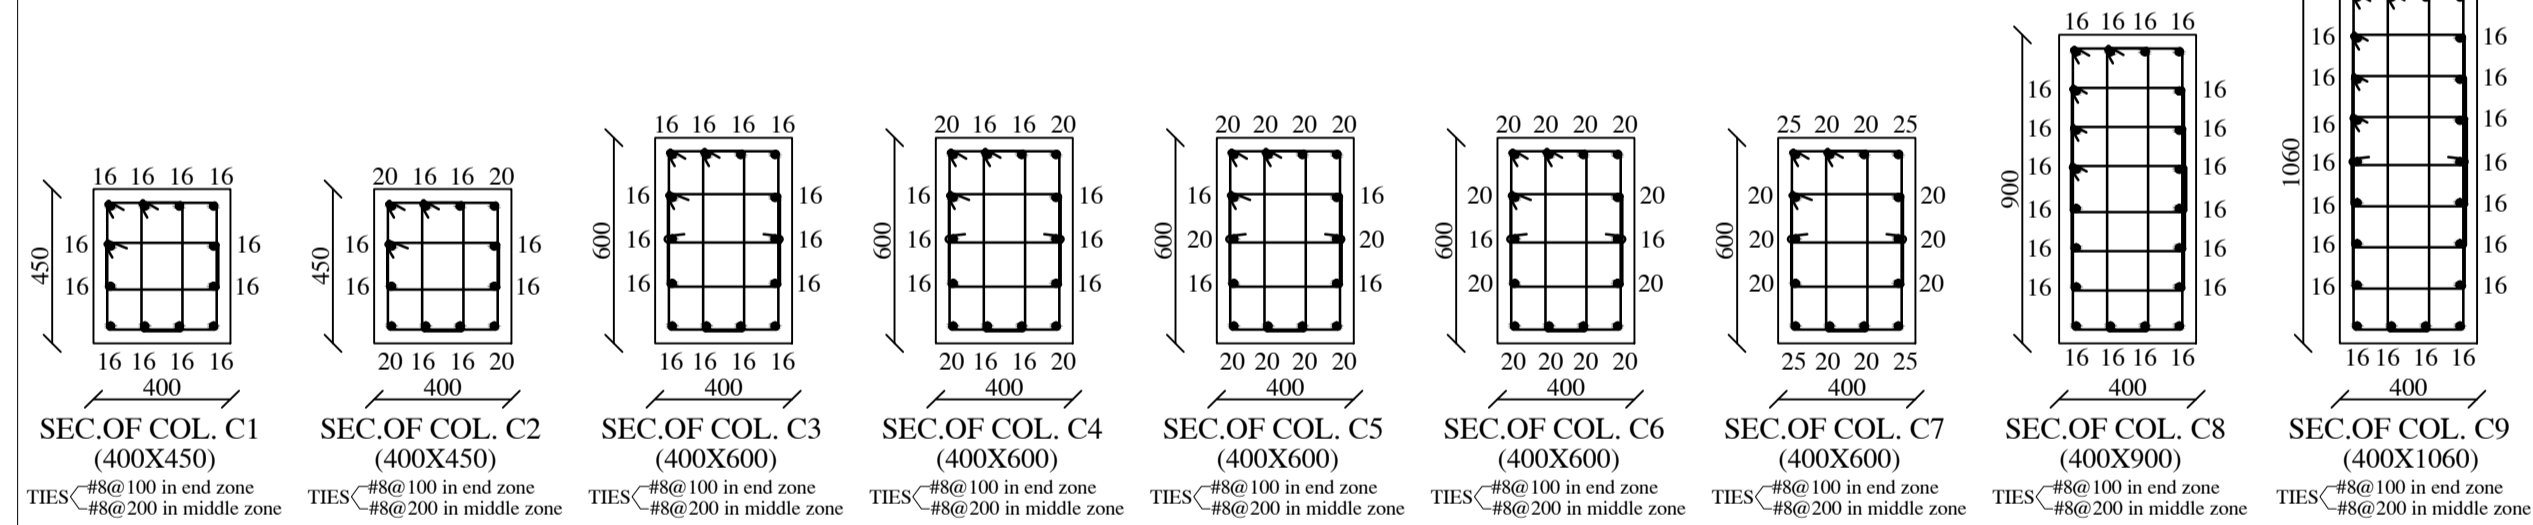 16 16 16 16
450
16 16
16 16
16 16 16 16
400
SEC.OF COL. C1
(400X450)
TIES
#8@100 in end zone
#8@200 in middle zone
20 16 16 20
450
16 16
16 16
20 16 16 20
400
SEC.OF COL. C2
(400X450)
TIES
#8@100 in end zone
#8@200 in middle zone
16 16 16 16
600
16 16
16 16
16 16
16 16 16 16
400
SEC.OF COL. C3
(400X600)
TIES
#8@100 in end zone
#8@200 in middle zone
20 16 16 20
600
16 16
16 16
16 16
20 16 16 20
400
SEC.OF COL. C4
(400X600)
TIES
#8@100 in end zone
#8@200 in middle zone
20 20 20 20
600
16 16
20 20
16 16
20 20 20 20
400
SEC.OF COL. C5
(400X600)
TIES
#8@100 in end zone
#8@200 in middle zone
20 20 20 20
600
20 20
16 16
20 20
20 20 20 20
400
SEC.OF COL. C6
(400X600)
TIES
#8@100 in end zone
#8@200 in middle zone
25 20 20 25
600
20 20
20 20
20 20
25 20 20 25
400
SEC.OF COL. C7
(400X600)
TIES
#8@100 in end zone
#8@200 in middle zone
16 16 16 16
900
16 16
16 16
16 16
16 16
16 16
16 16
16 16 16 16
400
SEC.OF COL. C8
(400X900)
TIES
#8@100 in end zone
#8@200 in middle zone
1060
16 16
16 16
16 16
16 16
16 16
16 16
16 16
16 16 16 16
400
SEC.OF COL. C9
(400X1060)
TIES
#8@100 in end zone
#8@200 in middle zone